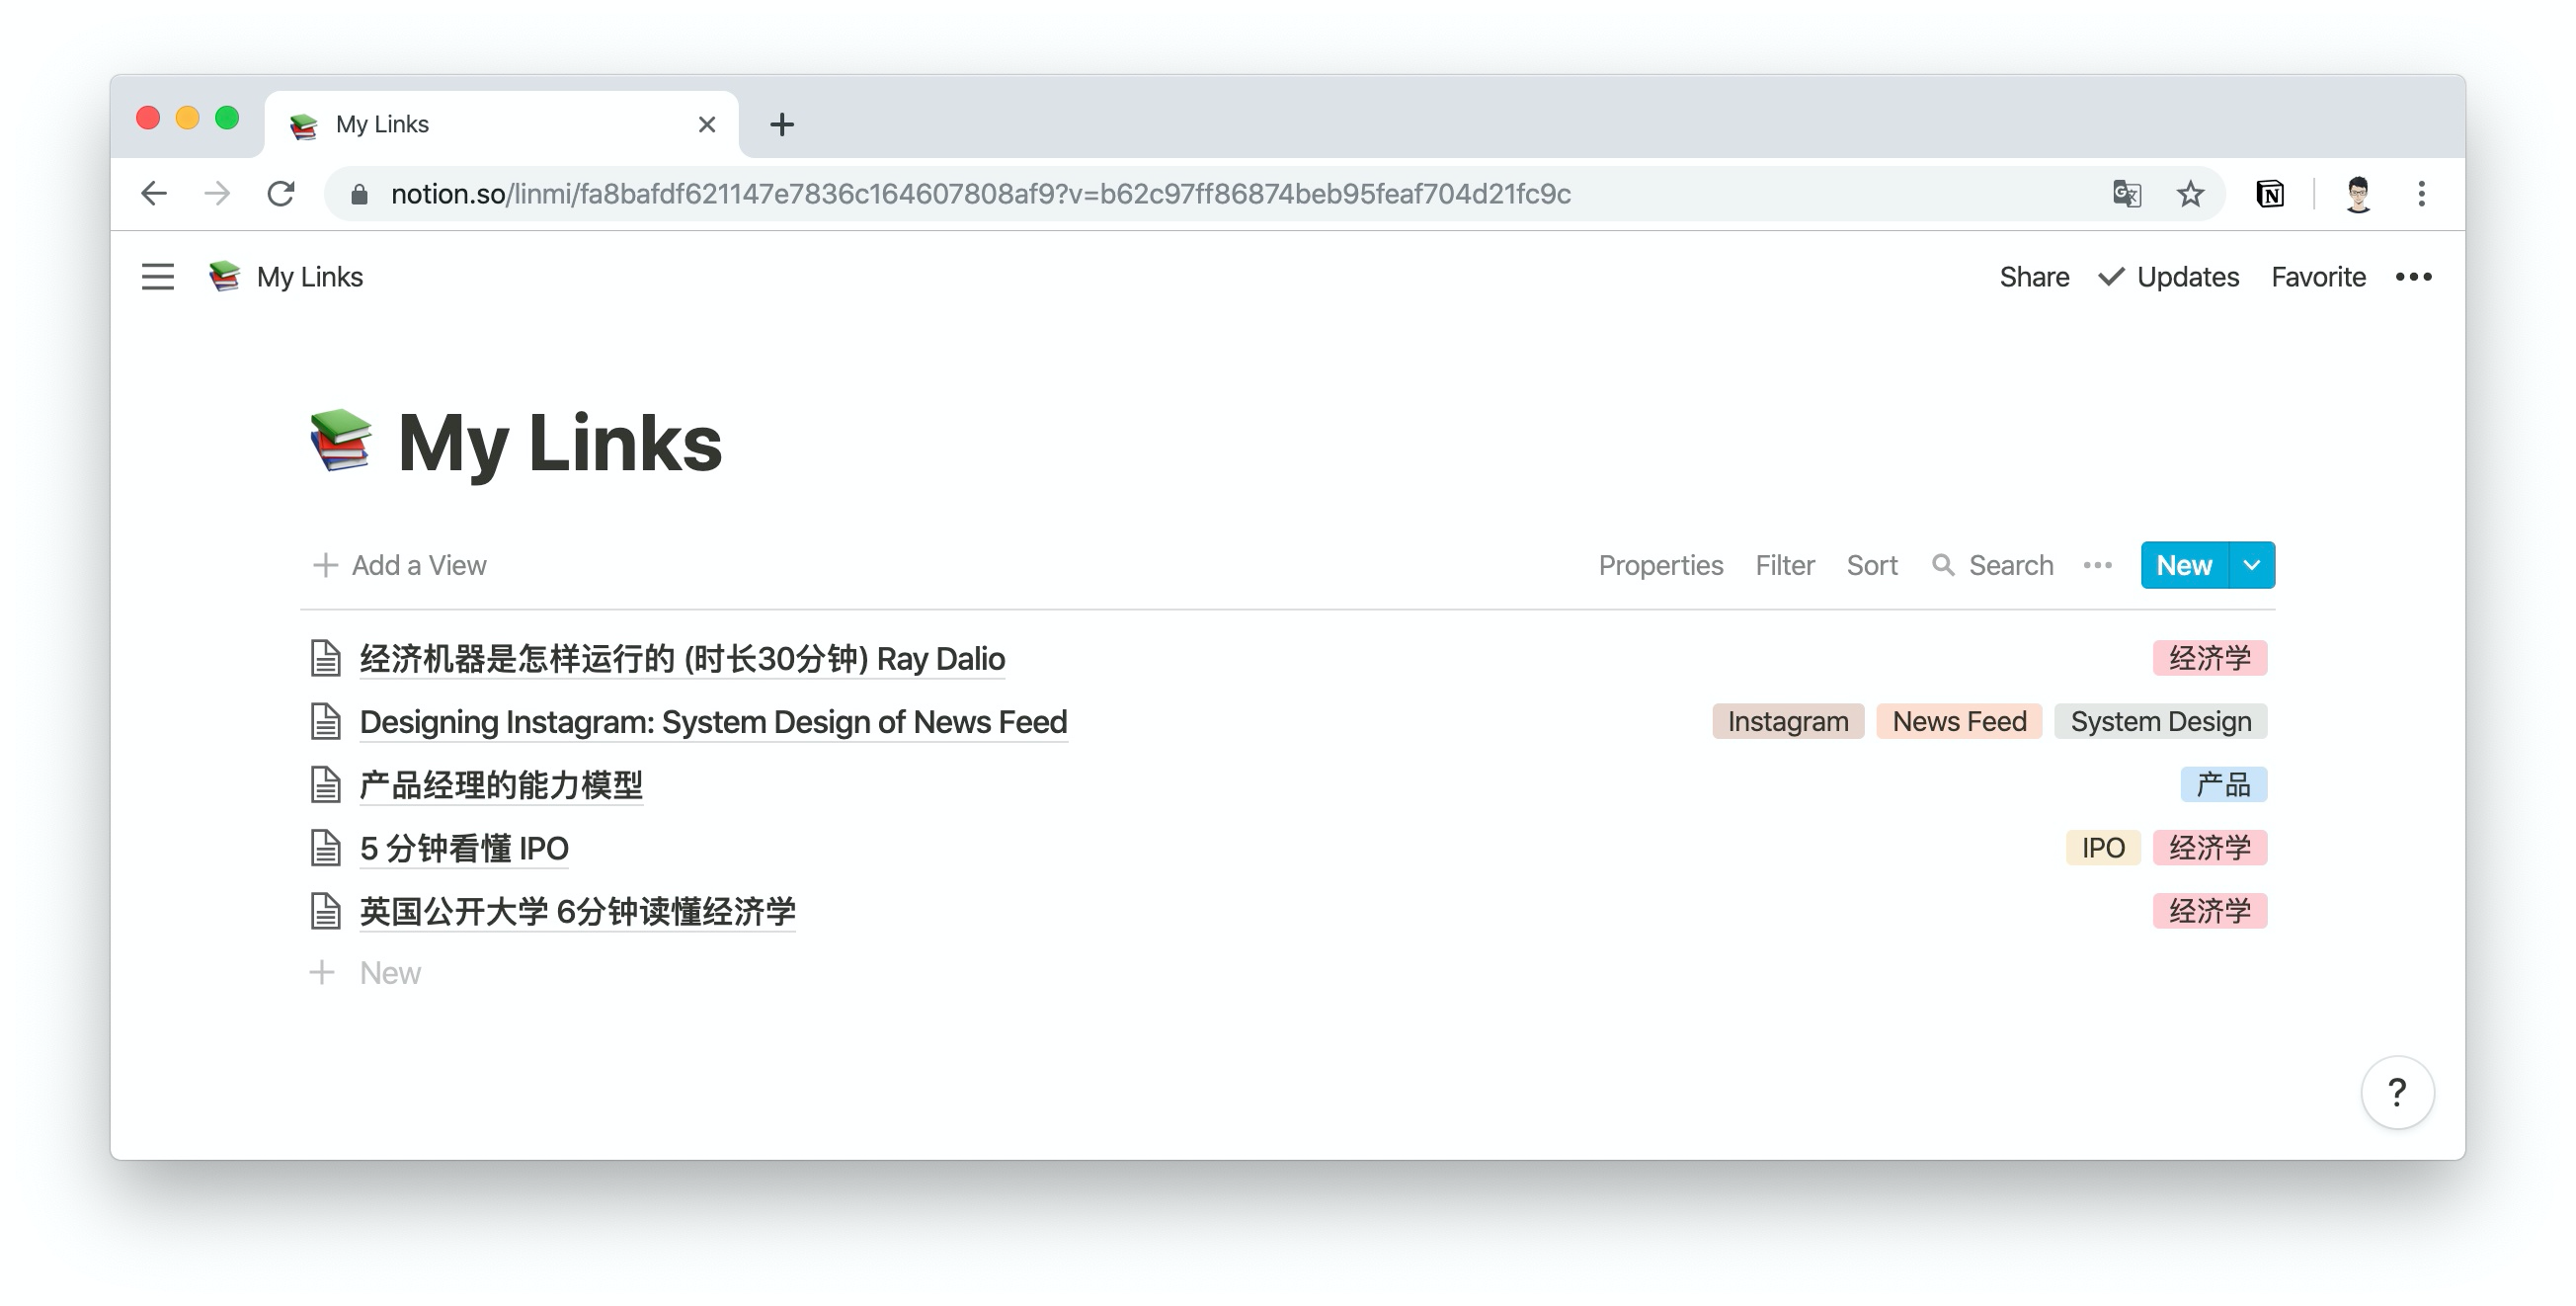 My Links
notion.so/linmi/fa8bafdf621147e7836c164607808af9?v=b62c97ff86874beb95feaf704d21fc9c
My Links Share Updates Favorite
My Links
Add a View Properties Filter Sort Search New
经济机器是怎样运行的 (时长30分钟) Ray Dalio 经济学
Designing Instagram: System Design of News Feed Instagram News Feed System Design
产品经理的能力模型 产品
5 分钟看懂 IPO IPO 经济学
英国公开大学 6分钟读懂经济学 经济学
New
?